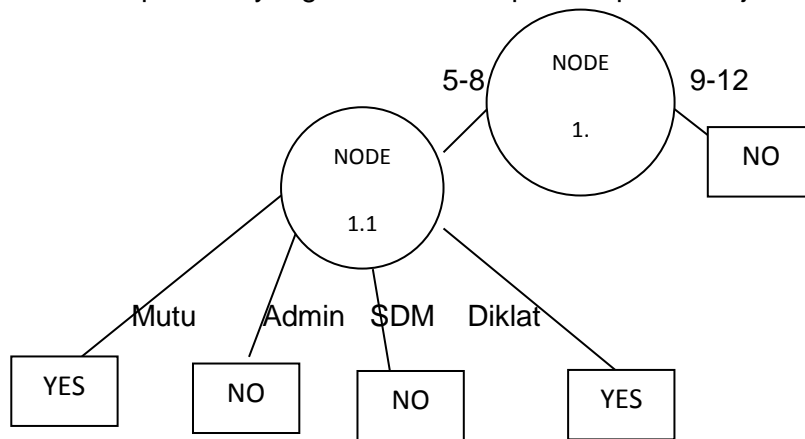 NODE
1.
5-8
9-12
NO
NODE
1.1
Mutu
Admin
SDM
Diklat
YES
NO
NO
YES